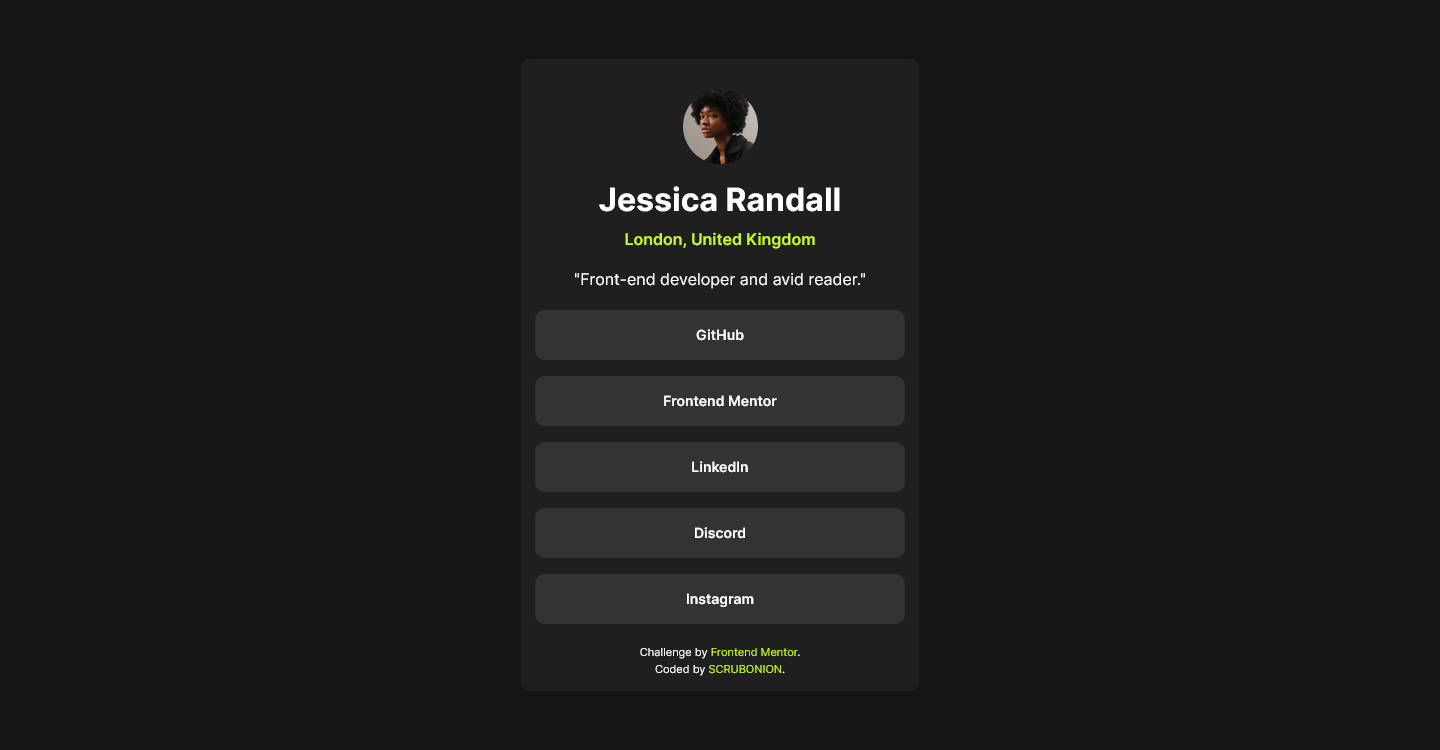 Jessica Randall
London, United Kingdom
"Front-end developer and avid reader."
GitHub
Frontend Mentor
LinkedIn
Discord
Instagram
Challenge by Frontend Mentor.
Coded by SCRUBONION.